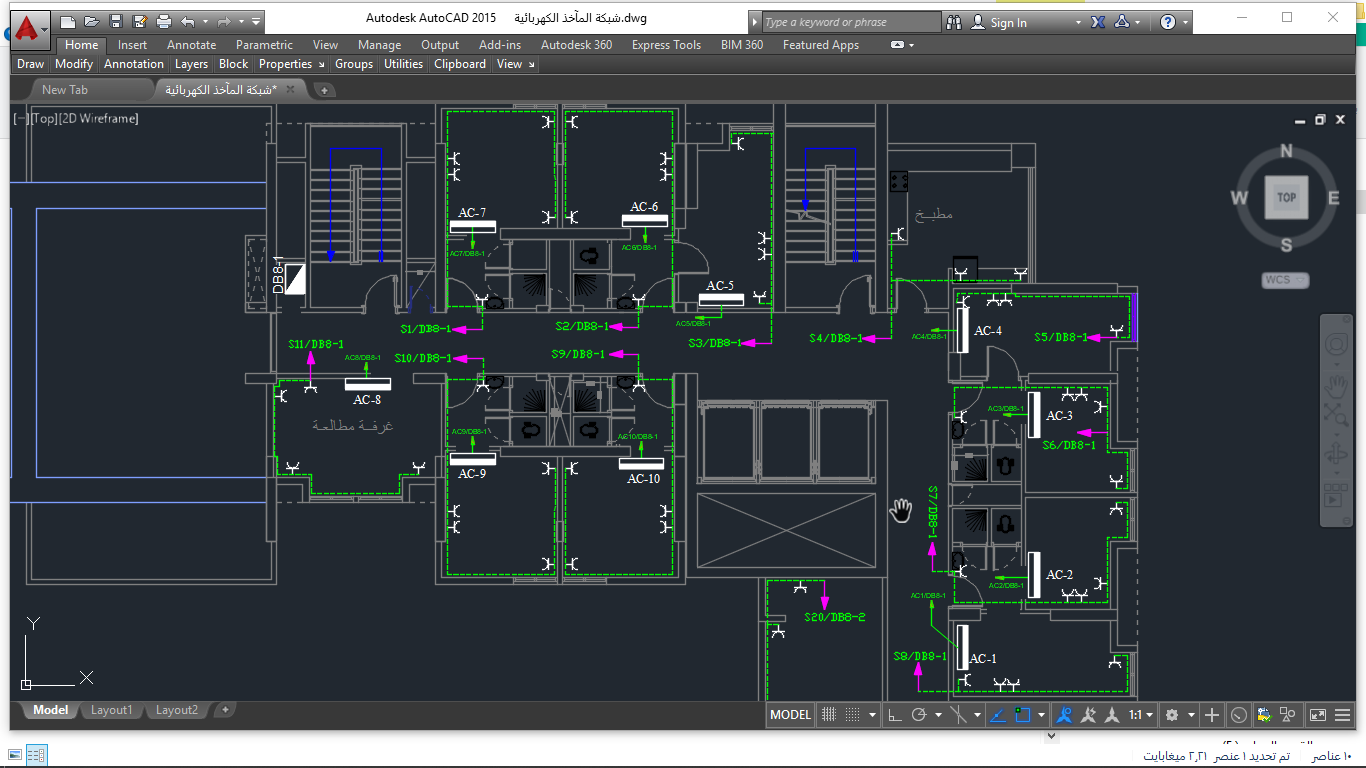 Autodesk AutoCAD 2015 شبكة المآخذ الكهربائية.dwg
Type a keyword or phrase
Sign In
Home Insert Annotate Parametric View Manage Output Add-ins Autodesk 360 Express Tools BIM 360 Featured Apps
Draw Modify Annotation Layers Block Properties Groups Utilities Clipboard View
New Tab
شبكة المآخذ الكهربائية*
[−][Top][2D Wireframe]
N
W TOP E
S
WCS
AC-7
AC-6
مطبخ
AC7/DB8-1
AC6/DB8-1
DB8-1
AC-5
AC5/DB8-1
S1/DB8-1
S2/DB8-1
S3/DB8-1
S4/DB8-1
AC4/DB8-1
AC-4
S5/DB8-1
S11/DB8-1
AC8/DB8-1
S10/DB8-1
S9/DB8-1
AC-8
غرفة مطالعة
AC9/DB8-1
AC10/DB8-1
AC-9
AC-10
AC3/DB8-1
AC-3
S6/DB8-1
S7/DB8-1
AC2/DB8-1
AC-2
AC1/DB8-1
S20/DB8-2
S8/DB8-1
AC-1
Y
X
Model Layout1 Layout2
MODEL
1:1
١٠ عناصر تم تحديد ١ عنصر ٢٫٢١ ميغابايت